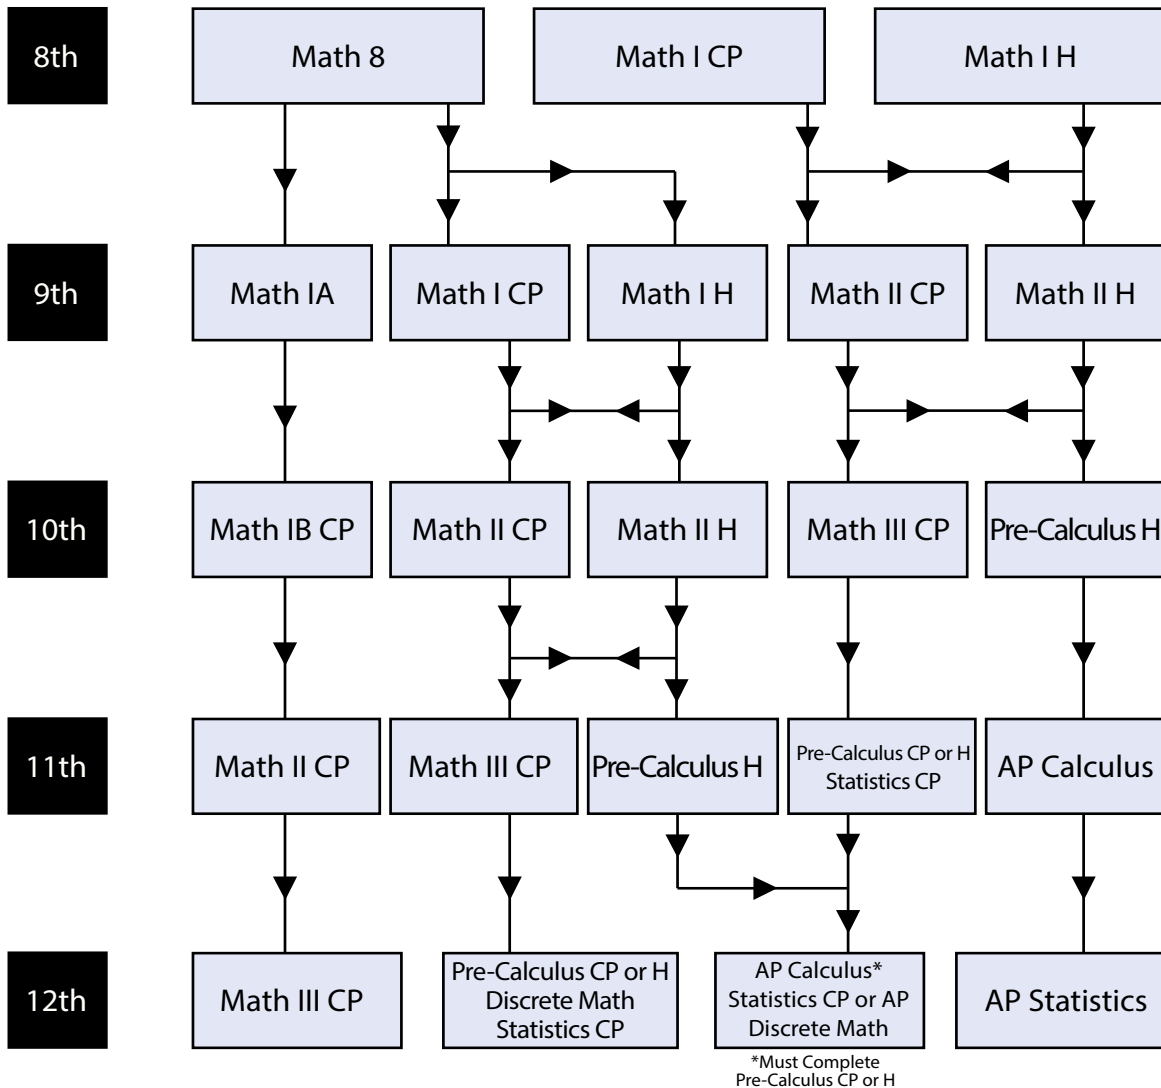 8th
Math 8
Math I CP
Math I H
9th
Math IA
Math I CP
Math I H
Math II CP
Math II H
10th
Math IB CP
Math II CP
Math II H
Math III CP
Pre-Calculus H
11th
Math II CP
Math III CP
Pre-Calculus H
Pre-Calculus CP or H
Statistics CP
AP Calculus
12th
Math III CP
Pre-Calculus CP or H
Discrete Math
Statistics CP
AP Calculus*
Statistics CP or AP
Discrete Math
AP Statistics
*Must Complete
Pre-Calculus CP or H